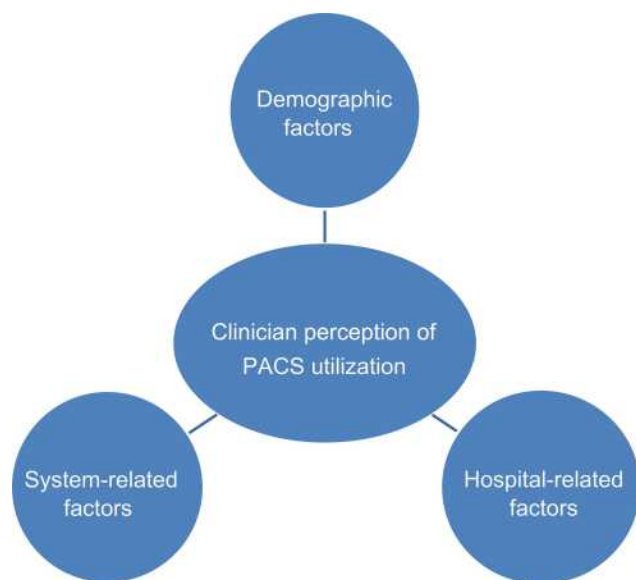 Demographic
factors
Clinician perception of
PACS utilization
System-related
factors
Hospital-related
factors